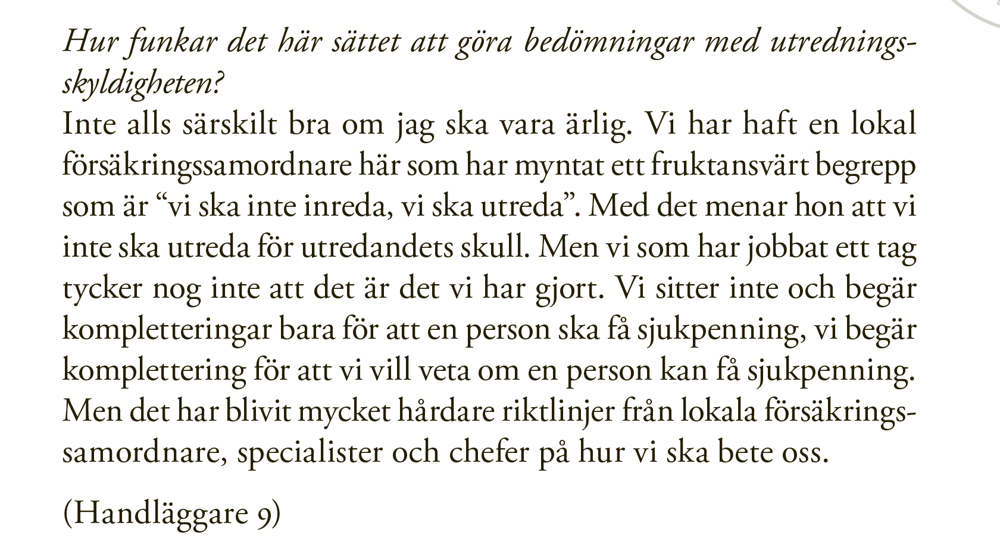 Hur funkar det här sättet att göra bedömningar med utrednings-
skyldigheten?
Inte alls särskilt bra om jag ska vara ärlig. Vi har haft en lokal
försäkringssamordnare här som har myntat ett fruktansvärt begrepp
som är “vi ska inte inreda, vi ska utreda”. Med det menar hon att vi
inte ska utreda för utredandets skull. Men vi som har jobbat ett tag
tycker nog inte att det är det vi har gjort. Vi sitter inte och begär
kompletteringar bara för att en person ska få sjukpenning, vi begär
komplettering för att vi vill veta om en person kan få sjukpenning.
Men det har blivit mycket hårdare riktlinjer från lokala försäkrings-
samordnare, specialister och chefer på hur vi ska bete oss.
(Handläggare 9)